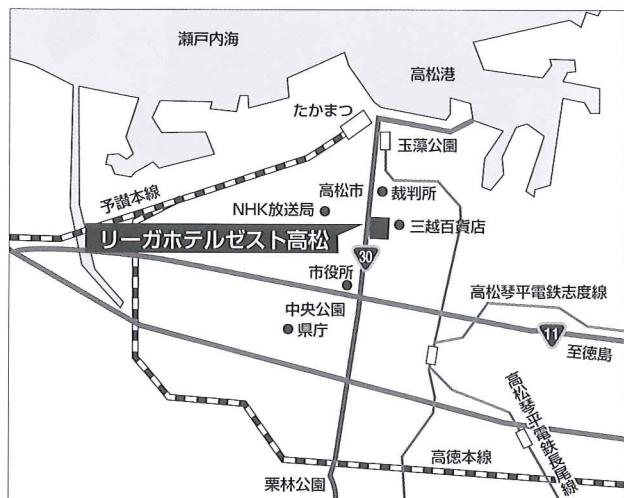 瀬戸内海
高松港
たかまつ
玉藻公園
予讃本線
高松市
裁判所
NHK放送局
三越百貨店
リーガホテルゼスト高松
30
市役所
高松琴平電鉄志度線
中央公園
県庁
11
至徳島
高松琴平電鉄長尾線
高徳本線
栗林公園